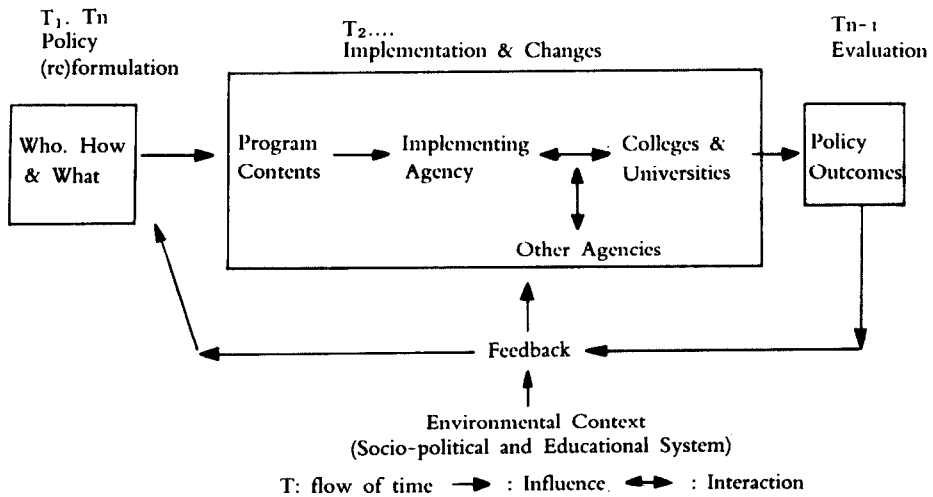 T₁. Tn
Policy
(re)formulation
T₂....
Implementation & Changes
Tn-1
Evaluation
Who. How
& What
Program
Contents
Implementing
Agency
Colleges &
Universities
Other Agencies
Policy
Outcomes
Feedback
Environmental Context
(Socio-political and Educational System)
T: flow of time : Influence : Interaction